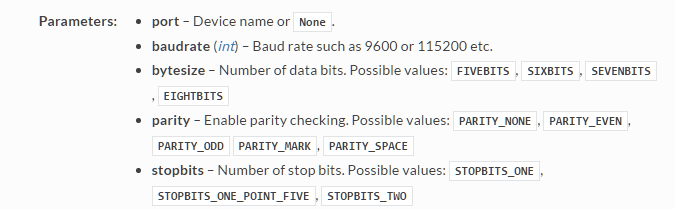 Parameters: • port – Device name or None .
• baudrate (int) – Baud rate such as 9600 or 115200 etc.
• bytesize – Number of data bits. Possible values: FIVEBITS , SIXBITS , SEVENBITS
, EIGHTBITS
• parity – Enable parity checking. Possible values: PARITY_NONE , PARITY_EVEN ,
PARITY_ODD PARITY_MARK , PARITY_SPACE
• stopbits – Number of stop bits. Possible values: STOPBITS_ONE ,
STOPBITS_ONE_POINT_FIVE , STOPBITS_TWO